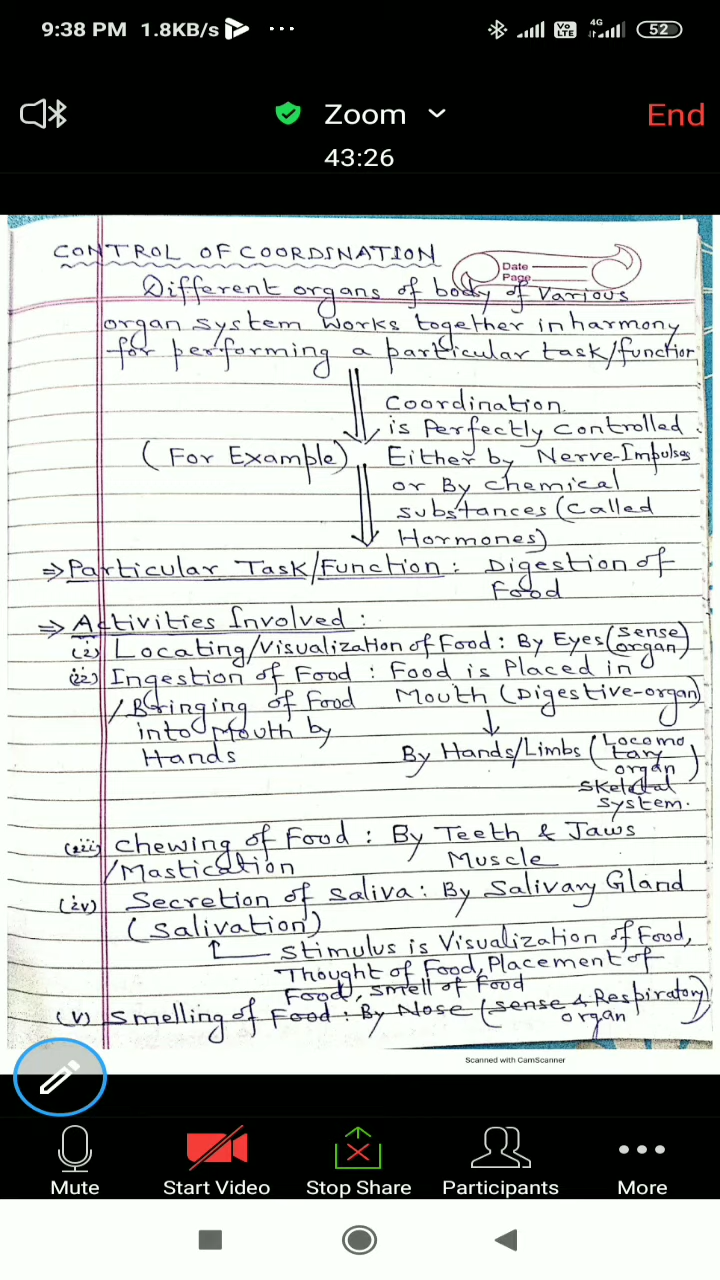 9:38 PM 1.8KB/s ... Vo LTE 4G 52
Zoom
End
43:26
CONTROL OF COORDINATION
Date
Page
Different organs of body of various
organ system works together in harmony
for performing a particular task/function
Coordination
is Perfectly controlled.
(For Example) Either by Nerve-Impulses
or By chemical
substances (called
Hormones)
⇒ Particular Task/Function: Digestion of
Food
⇒ Activities Involved:
(i) Locating/Visualization of Food: By Eyes (sense
organ)
(ii) Ingestion of Food: Food is Placed in
/Bringing of Food Mouth (Digestive-organ)
into Mouth by
Hands By Hands/Limbs (Locomo
tary
organ)
Skeletal
System.
(iii) Chewing of Food: By Teeth & Jaws
/Mastication Muscle
(iv) Secretion of saliva: By Salivary Gland
(Salivation)
Stimulus is Visualization of Food,
Thought of Food, Placement of
Food, Smell of Food
(v) Smelling of Food: By Nose (sense & Respiratory)
organ
Scanned with CamScanner
Mute Start Video Stop Share Participants More